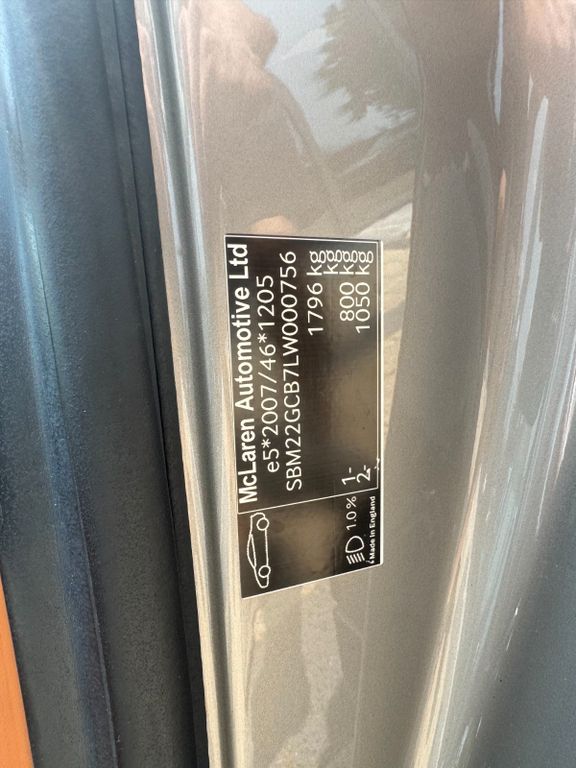 McLaren Automotive Ltd
e5*2007/46*1205
SBM22GCB7LW000756
1796 kg
kg
1- 800 kg
2- 1050 kg
1.0 %
Made in England